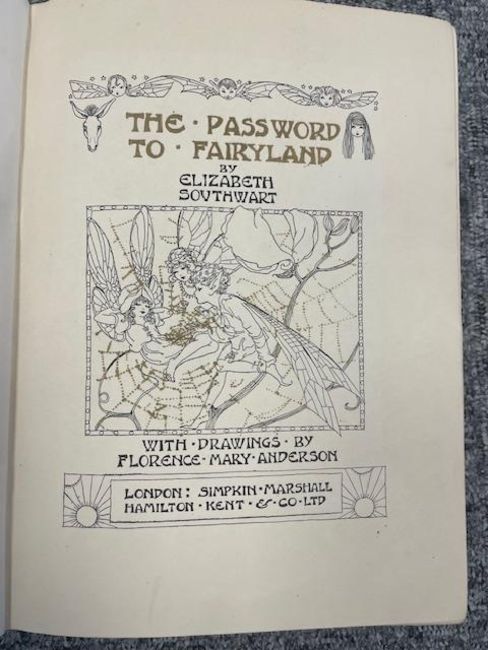 THE · PASSWORD
TO · FAIRYLAND
BY
ELIZABETH
SOUTHWART
WITH · DRAWINGS · BY
FLORENCE · MARY · ANDERSON
LONDON: SIMPKIN · MARSHALL
HAMILTON · KENT · & · CO · LTD